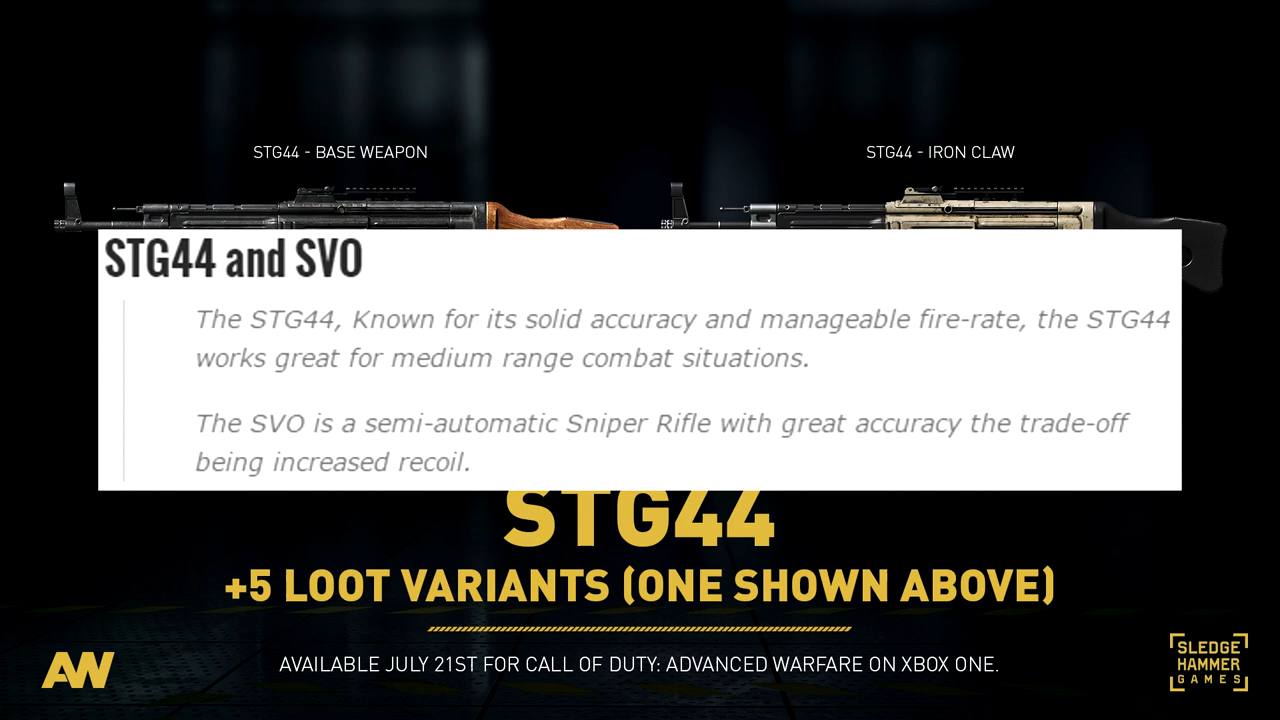 STG44 - BASE WEAPON
STG44 - IRON CLAW
STG44 and SVO
The STG44, Known for its solid accuracy and manageable fire-rate, the STG44
works great for medium range combat situations.
The SVO is a semi-automatic Sniper Rifle with great accuracy the trade-off
being increased recoil.
STG44
+5 LOOT VARIANTS (ONE SHOWN ABOVE)
AVAILABLE JULY 21ST FOR CALL OF DUTY: ADVANCED WARFARE ON XBOX ONE.
AW
SLEDGE
HAMMER
GAMES